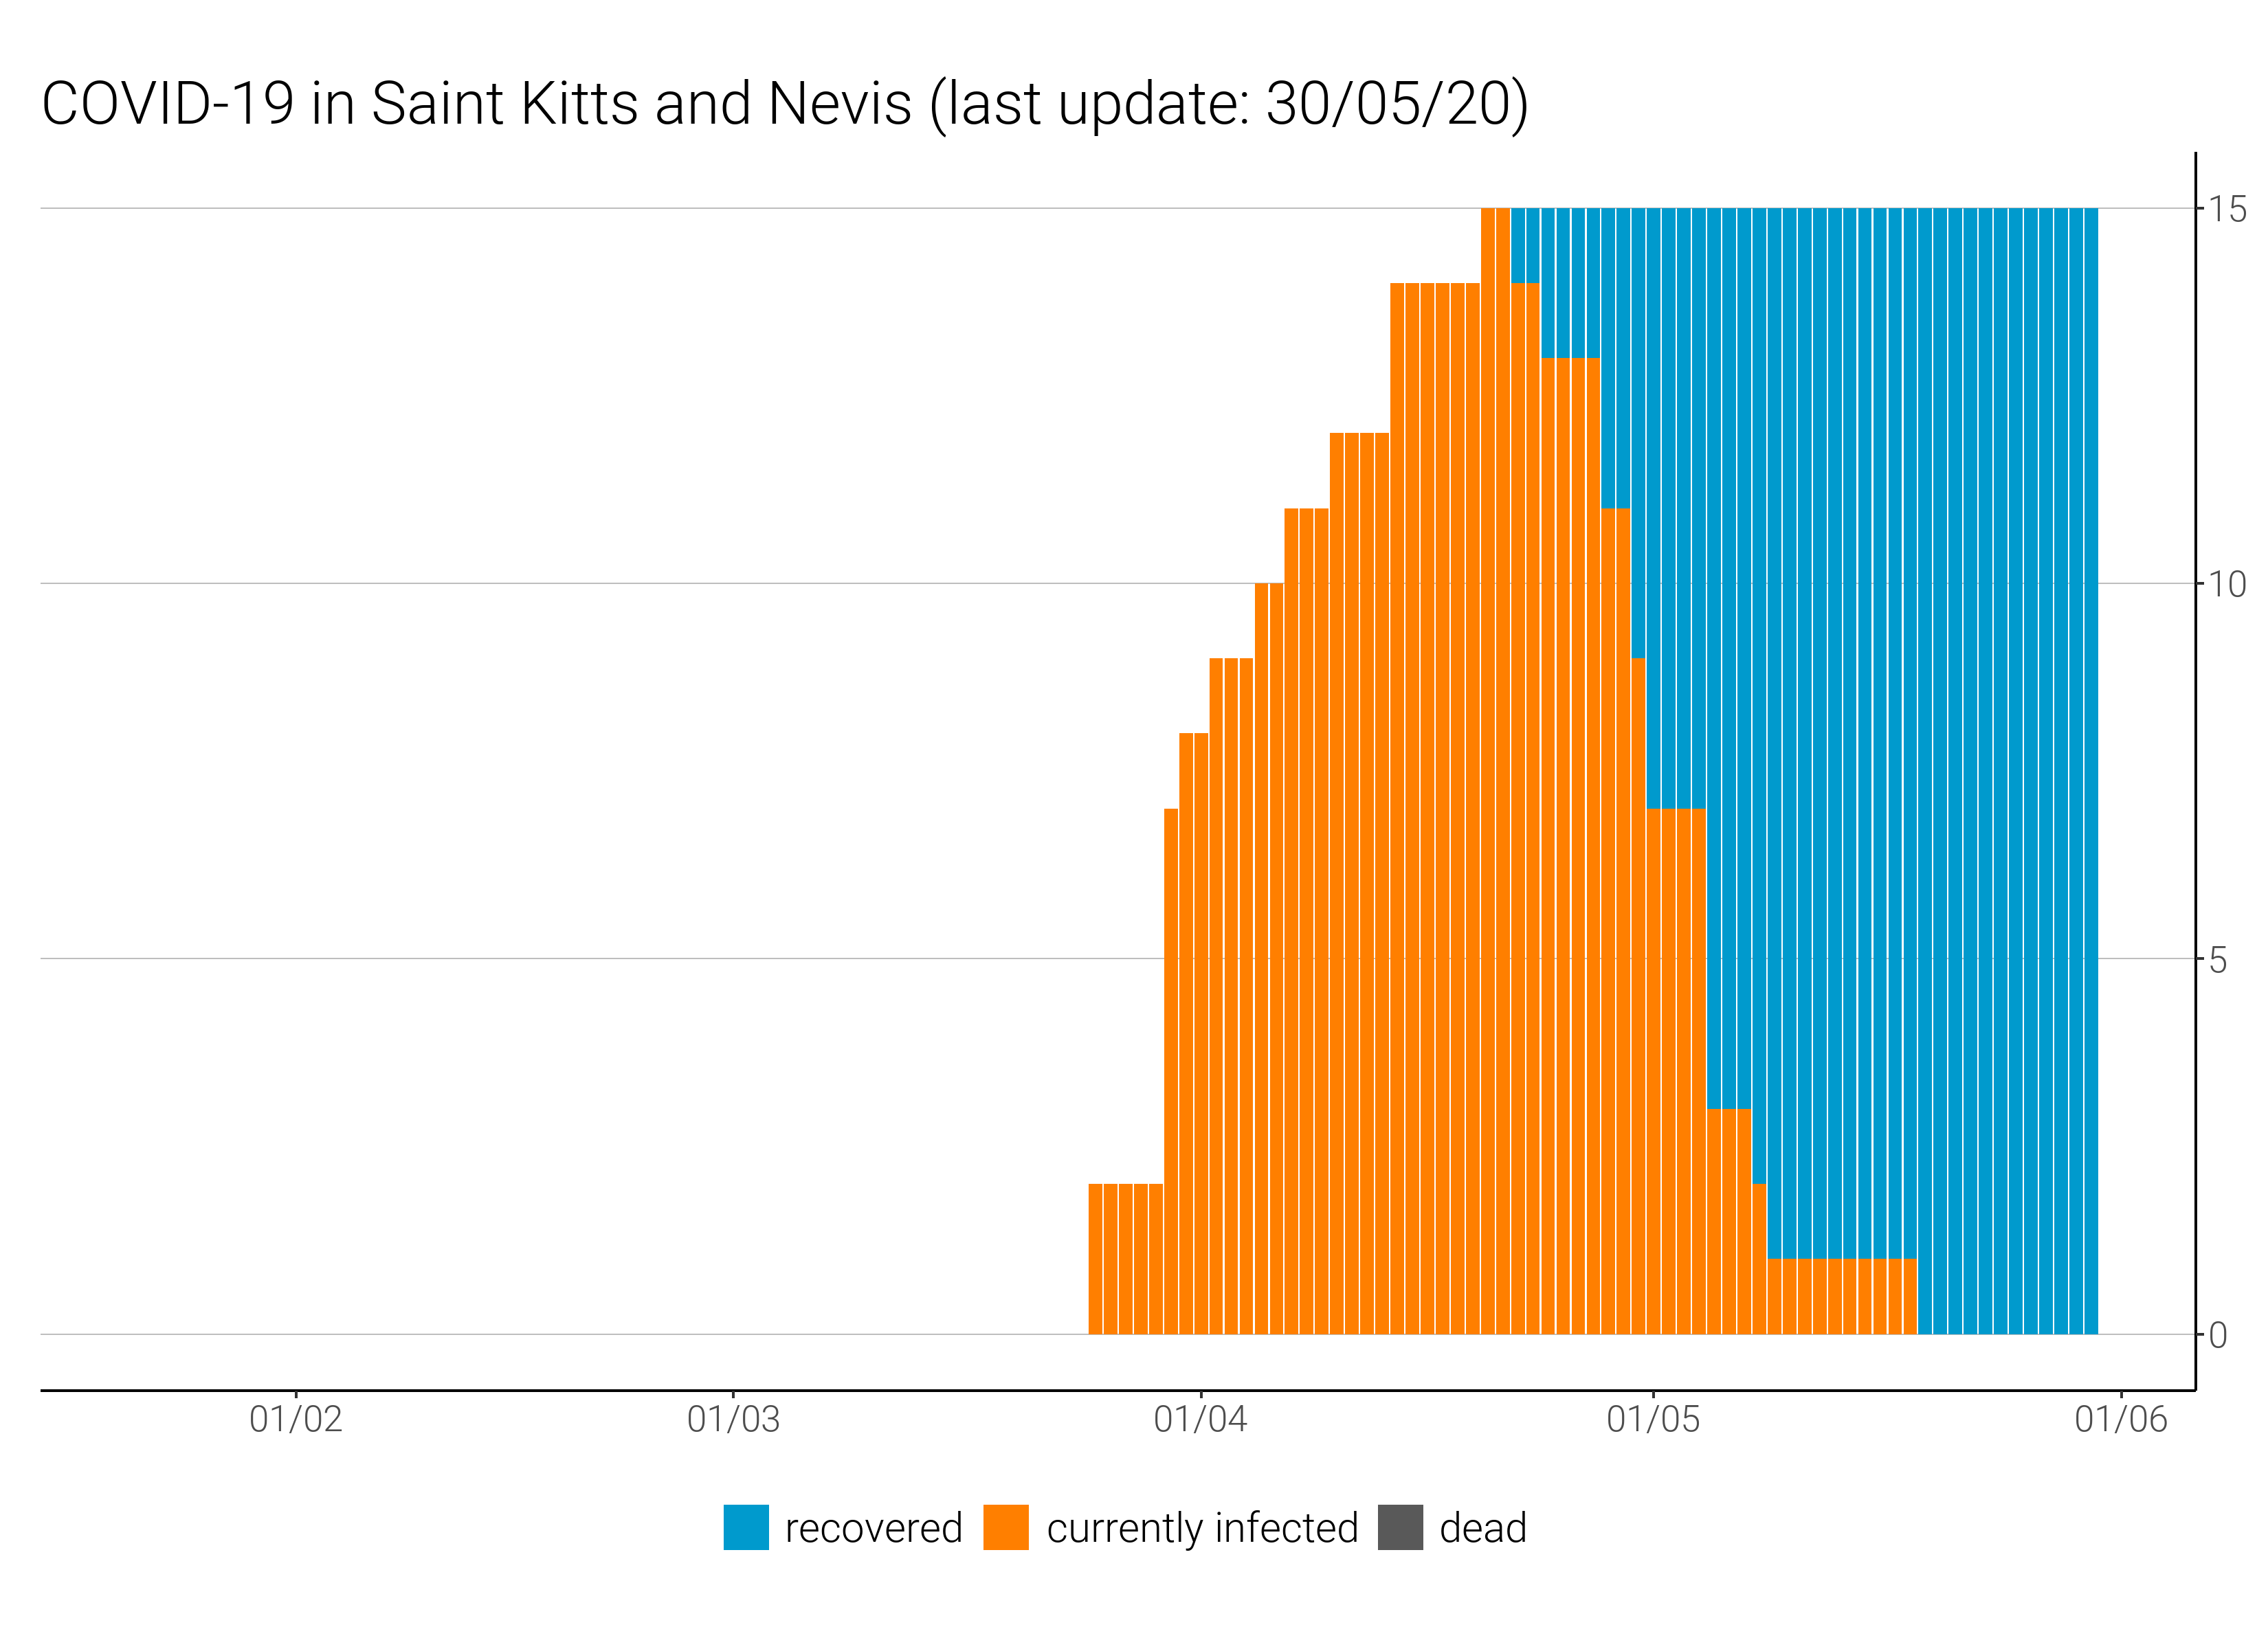 COVID-19 in Saint Kitts and Nevis (last update: 30/05/20)
15
10
5
0
01/02 01/03 01/04 01/05 01/06
recovered currently infected dead